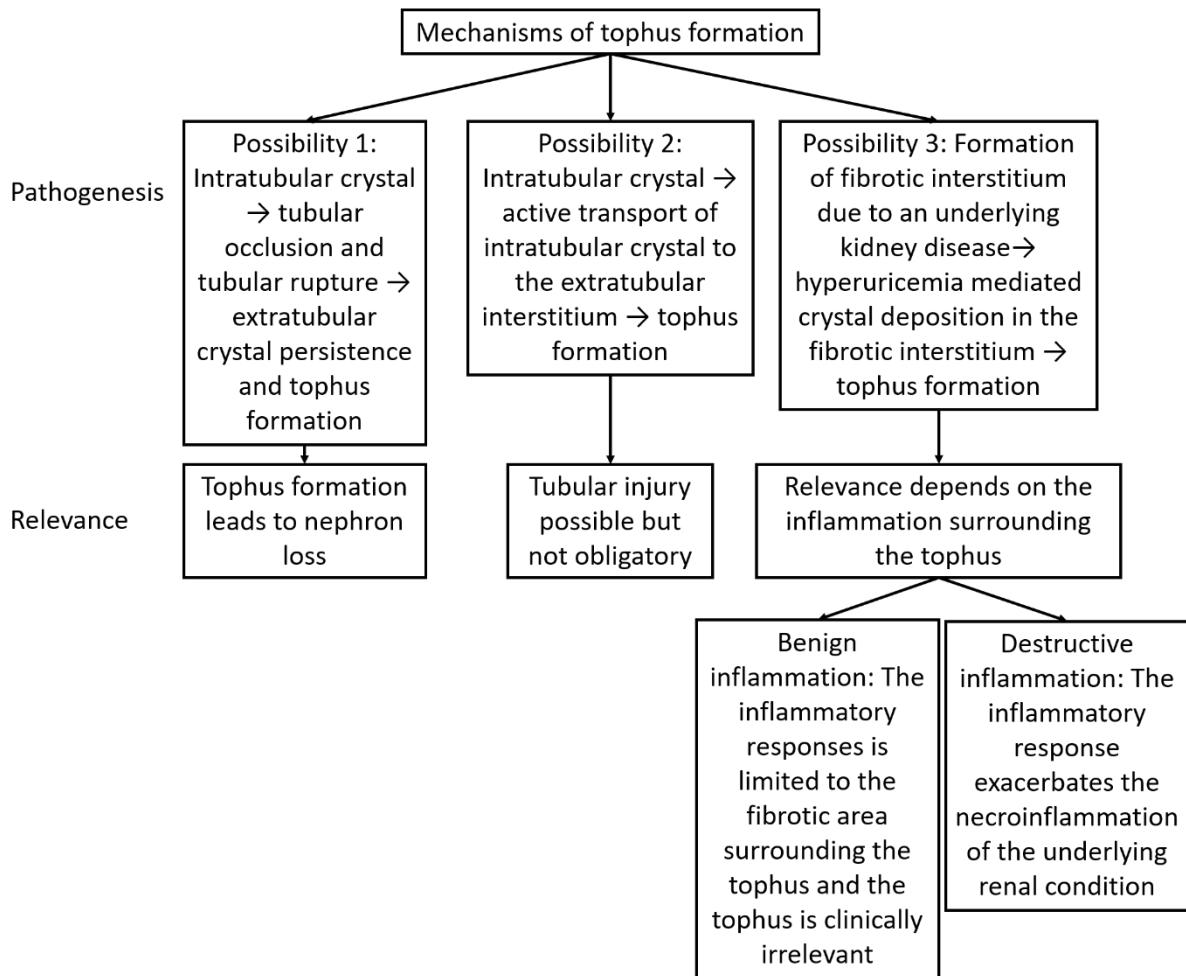 Mechanisms of tophus formation
Pathogenesis
Possibility 1:
Intratubular crystal
→ tubular
occlusion and
tubular rupture →
extratubular
crystal persistence
and tophus
formation
Possibility 2:
Intratubular crystal →
active transport of
intratubular crystal to
the extratubular
interstitium → tophus
formation
Possibility 3: Formation
of fibrotic interstitium
due to an underlying
kidney disease→
hyperuricemia mediated
crystal deposition in the
fibrotic interstitium →
tophus formation
Relevance
Tophus formation
leads to nephron
loss
Tubular injury
possible but
not obligatory
Relevance depends on the
inflammation surrounding
the tophus
Benign
inflammation: The
inflammatory
responses is
limited to the
fibrotic area
surrounding the
tophus and the
tophus is clinically
irrelevant
Destructive
inflammation: The
inflammatory
response
exacerbates the
necroinflammation
of the underlying
renal condition